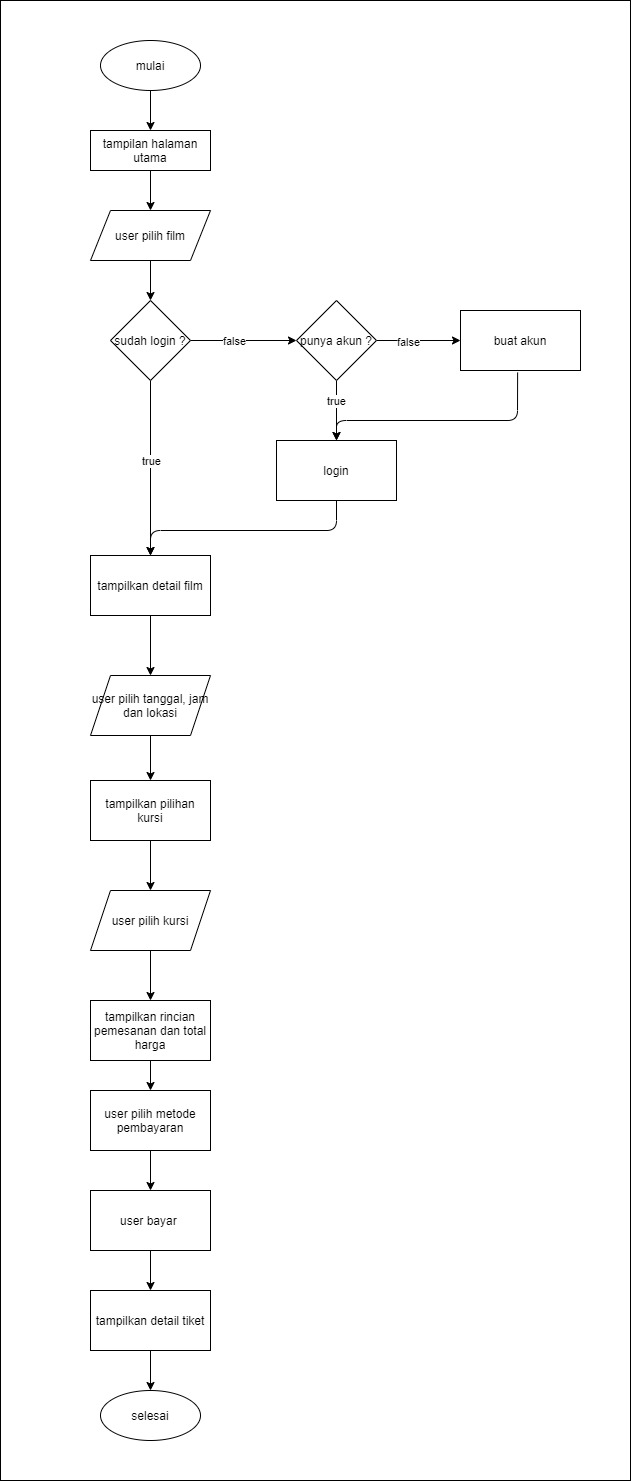 mulai
tampilan halaman
utama
user pilih film
sudah login ?
false
punya akun ?
false
buat akun
true
login
true
tampilkan detail film
user pilih tanggal, jam
dan lokasi
tampilkan pilihan
kursi
user pilih kursi
tampilkan rincian
pemesanan dan total
harga
user pilih metode
pembayaran
user bayar
tampilkan detail tiket
selesai